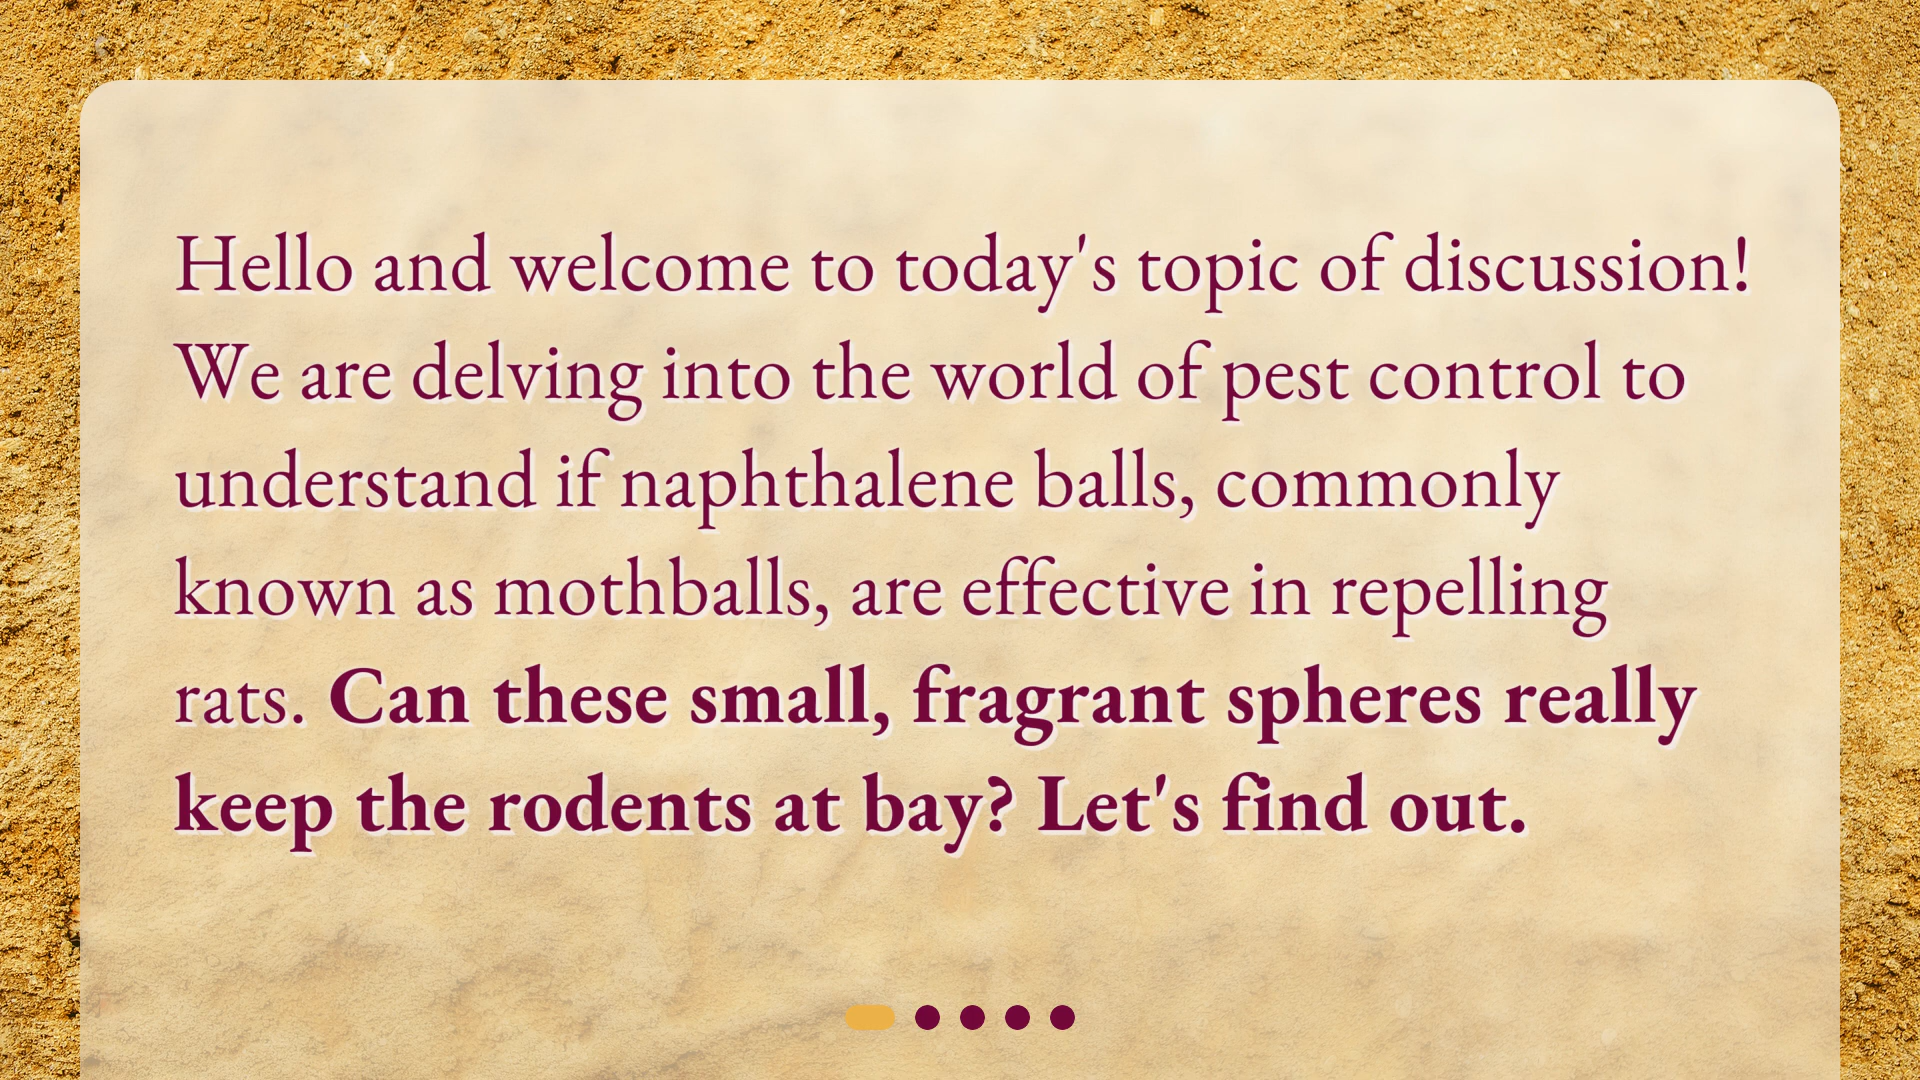 Hello and welcome to today's topic of discussion!
We are delving into the world of pest control to
understand if naphthalene balls, commonly
known as mothballs, are effective in repelling
rats. Can these small, fragrant spheres really
keep the rodents at bay? Let's find out.